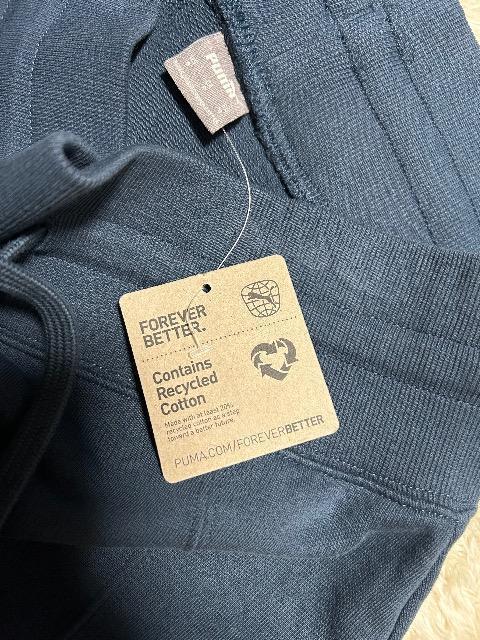 PUMA
FOREVER
BETTER.
Contains
Recycled
Cotton
Made with at least 20%
recycled cotton as a step
toward a better future.
PUMA.COM/FOREVERBETTER